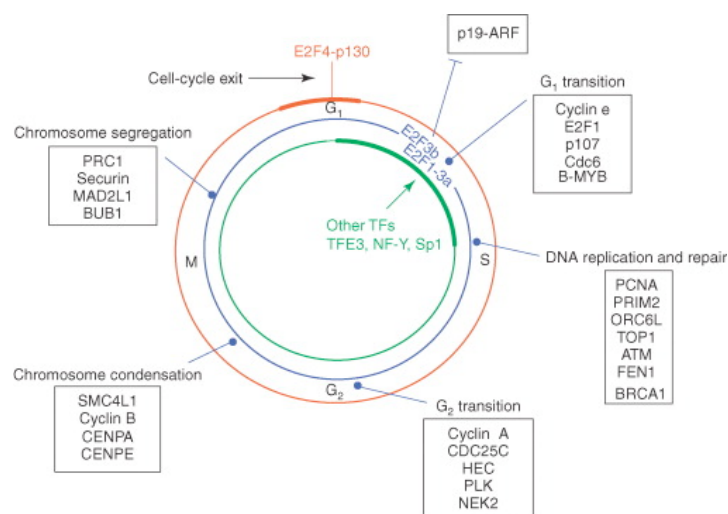 p19-ARF
E2F4-p130
Cell-cycle exit
G1
G1 transition
Cyclin e
E2F1
p107
Cdc6
B-MYB
E2F3b
E2F1-3a
Chromosome segregation
PRC1
Securin
MAD2L1
BUB1
Other TFs
TFE3, NF-Y, Sp1
M
S
DNA replication and repair
PCNA
PRIM2
ORC6L
TOP1
ATM
FEN1
BRCA1
Chromosome condensation
SMC4L1
Cyclin B
CENPA
CENPE
G2
G2 transition
Cyclin A
CDC25C
HEC
PLK
NEK2